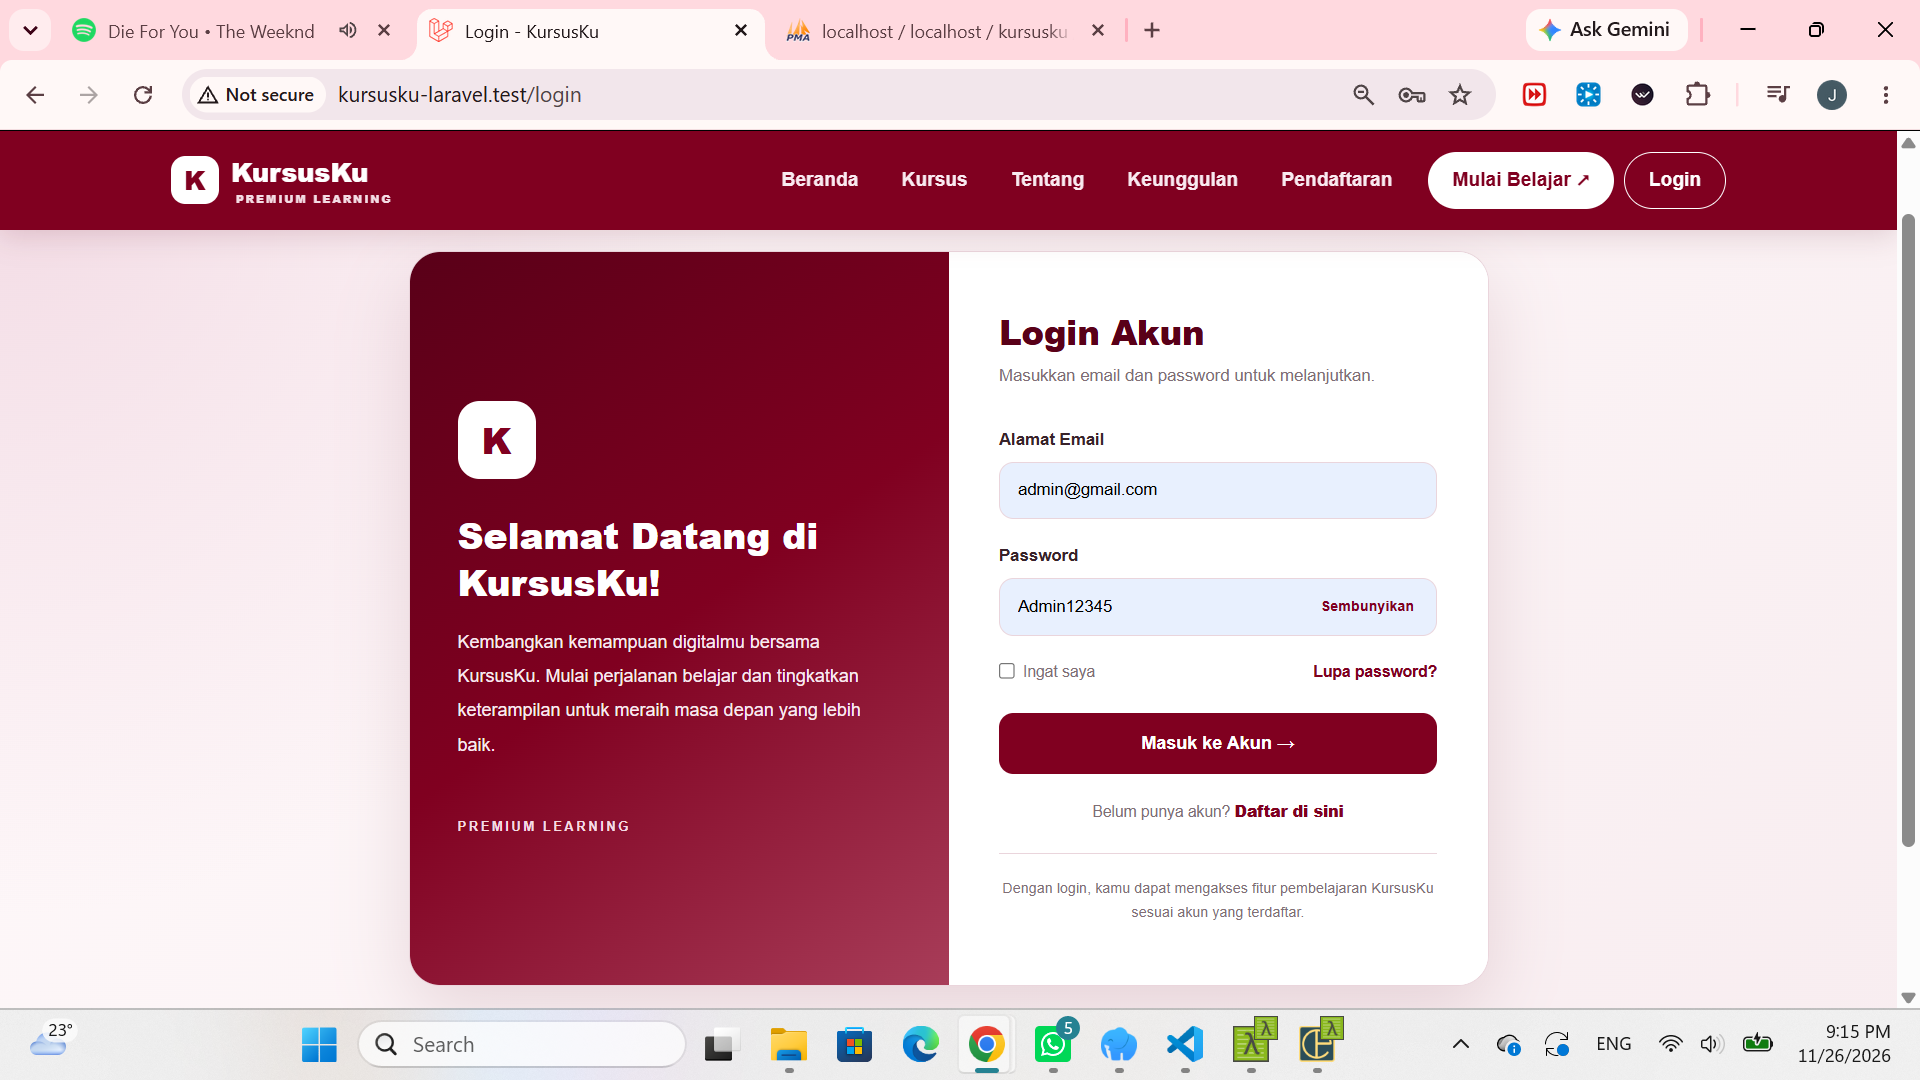 Die For You • The Weeknd
Login - KursusKu
localhost / localhost / kursusku
Ask Gemini
Not secure
kursusku-laravel.test/login
J
K
KursusKu
PREMIUM LEARNING
Beranda
Kursus
Tentang
Keunggulan
Pendaftaran
Mulai Belajar ↗
Login
K
Selamat Datang di
KursusKu!
Kembangkan kemampuan digitalmu bersama
KursusKu. Mulai perjalanan belajar dan tingkatkan
keterampilan untuk meraih masa depan yang lebih
baik.
PREMIUM LEARNING
Login Akun
Masukkan email dan password untuk melanjutkan.
Alamat Email
admin@gmail.com
Password
Admin12345
Sembunyikan
Ingat saya
Lupa password?
Masuk ke Akun →
Belum punya akun? Daftar di sini
Dengan login, kamu dapat mengakses fitur pembelajaran KursusKu
sesuai akun yang terdaftar.
23°
Search
5
ENG
9:15 PM
11/26/2026